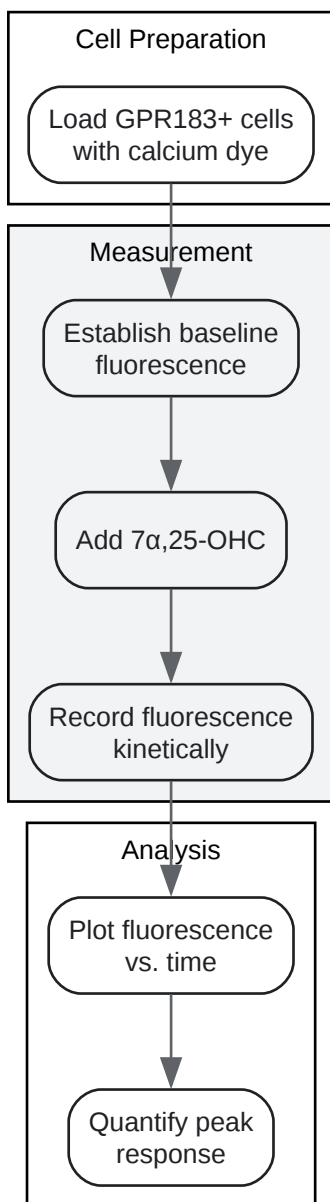 Cell Preparation
Load GPR183+ cells
with calcium dye
Measurement
Establish baseline
fluorescence
Add 7α,25-OHC
Record fluorescence
kinetically
Analysis
Plot fluorescence
vs. time
Quantify peak
response